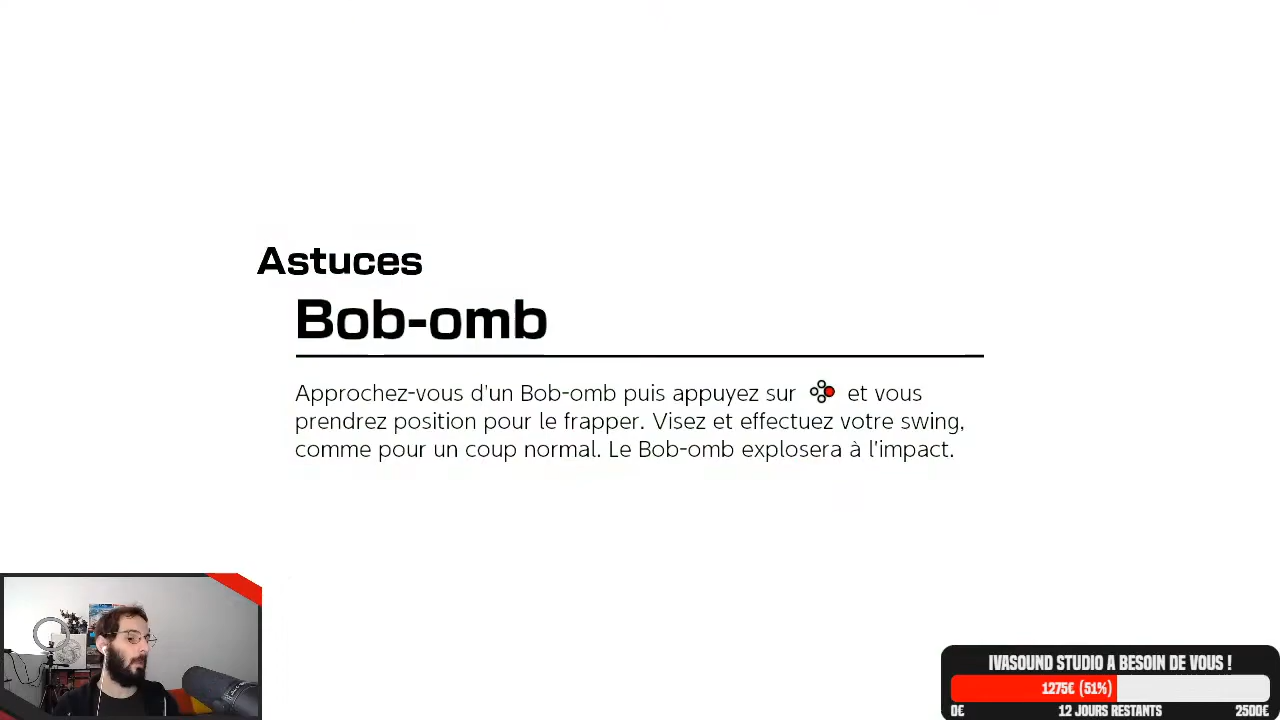 Astuces
Bob-omb
Approchez-vous d'un Bob-omb puis appuyez sur et vous
prendrez position pour le frapper. Visez et effectuez votre swing,
comme pour un coup normal. Le Bob-omb explosera à l'impact.
IVASOUND STUDIO A BESOIN DE VOUS !
1275€ (51%)
0€ 12 JOURS RESTANTS 2500€